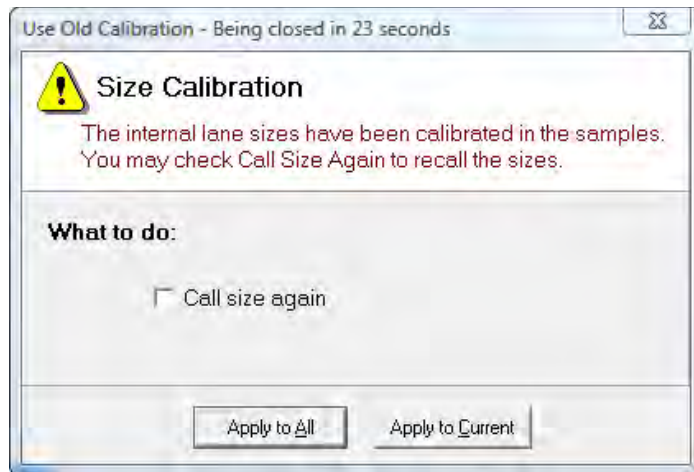 Use Old Calibration - Being closed in 23 seconds
Size Calibration
The internal lane sizes have been calibrated in the samples.
You may check Call Size Again to recall the sizes.
What to do:
Call size again
Apply to All Apply to Current